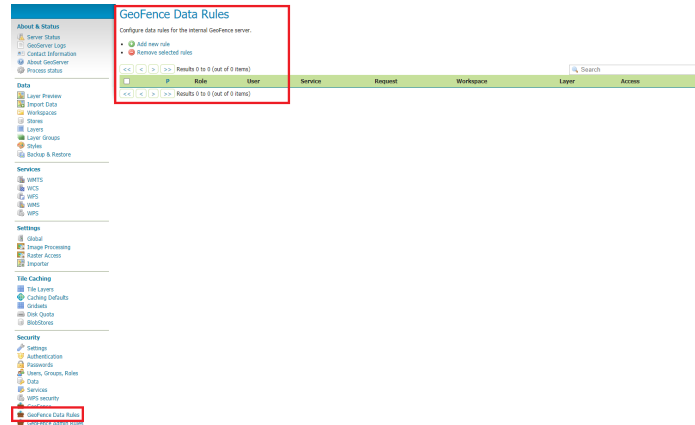 About & Status
Server Status
GeoServer Logs
Contact Information
About GeoServer
Process status
Data
Layer Preview
Import Data
Workspaces
Stores
Layers
Layer Groups
Styles
Backup & Restore
Services
WMTS
WCS
WFS
WMS
WPS
Settings
Global
Image Processing
Raster Access
Importer
Tile Caching
Tile Layers
Caching Defaults
Gridsets
Disk Quota
BlobStores
Security
Settings
Authentication
Passwords
Users, Groups, Roles
Data
Services
WPS security
GeoFence
GeoFence Data Rules
GeoFence Admin Rules
GeoFence Data Rules
Configure data rules for the internal GeoFence server.
Add new rule
Remove selected rules
<< < > >> Results 0 to 0 (out of 0 items) Search
P Role User Service Request Workspace Layer Access
<< < > >> Results 0 to 0 (out of 0 items)